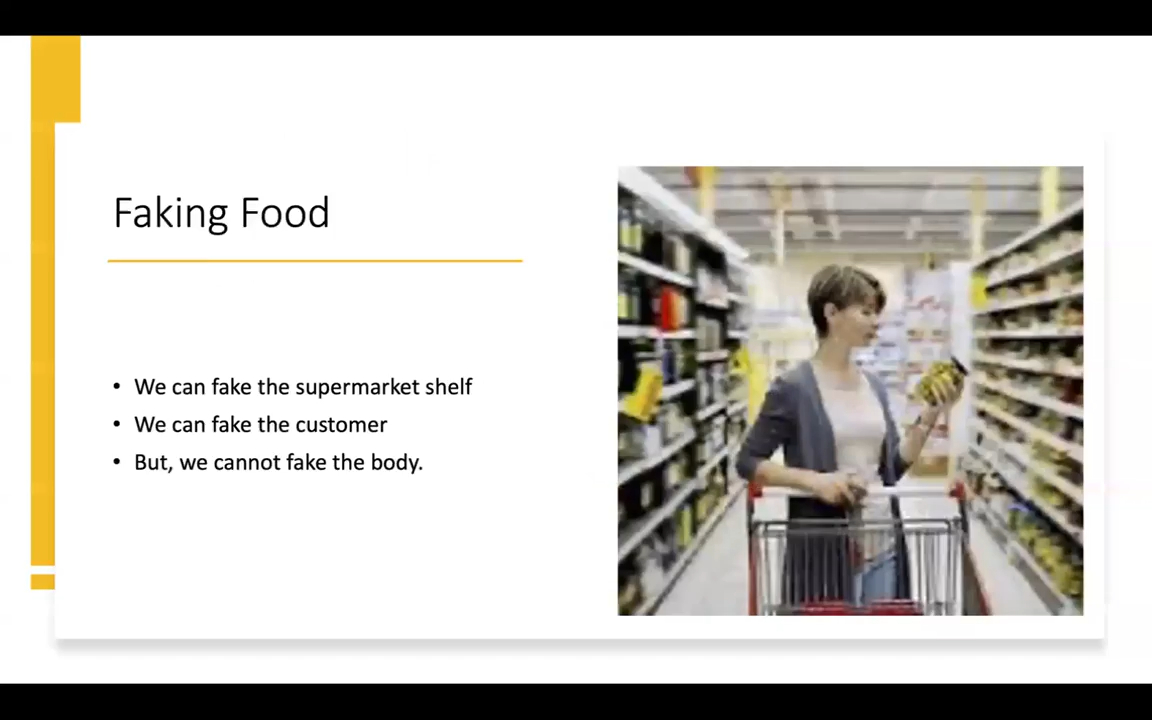 Faking Food
• We can fake the supermarket shelf
• We can fake the customer
• But, we cannot fake the body.